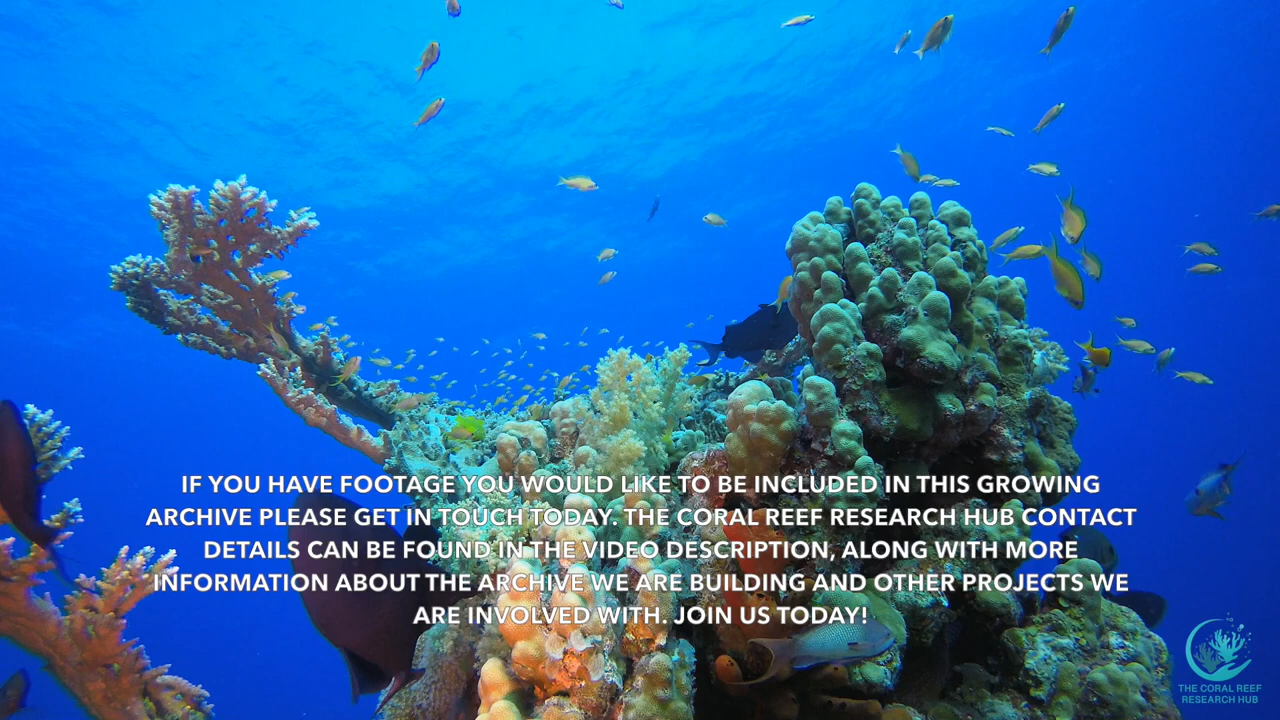 IF YOU HAVE FOOTAGE YOU WOULD LIKE TO BE INCLUDED IN THIS GROWING
ARCHIVE PLEASE GET IN TOUCH TODAY. THE CORAL REEF RESEARCH HUB CONTACT
DETAILS CAN BE FOUND IN THE VIDEO DESCRIPTION, ALONG WITH MORE
INFORMATION ABOUT THE ARCHIVE WE ARE BUILDING AND OTHER PROJECTS WE
ARE INVOLVED WITH. JOIN US TODAY!
THE CORAL REEF
RESEARCH HUB